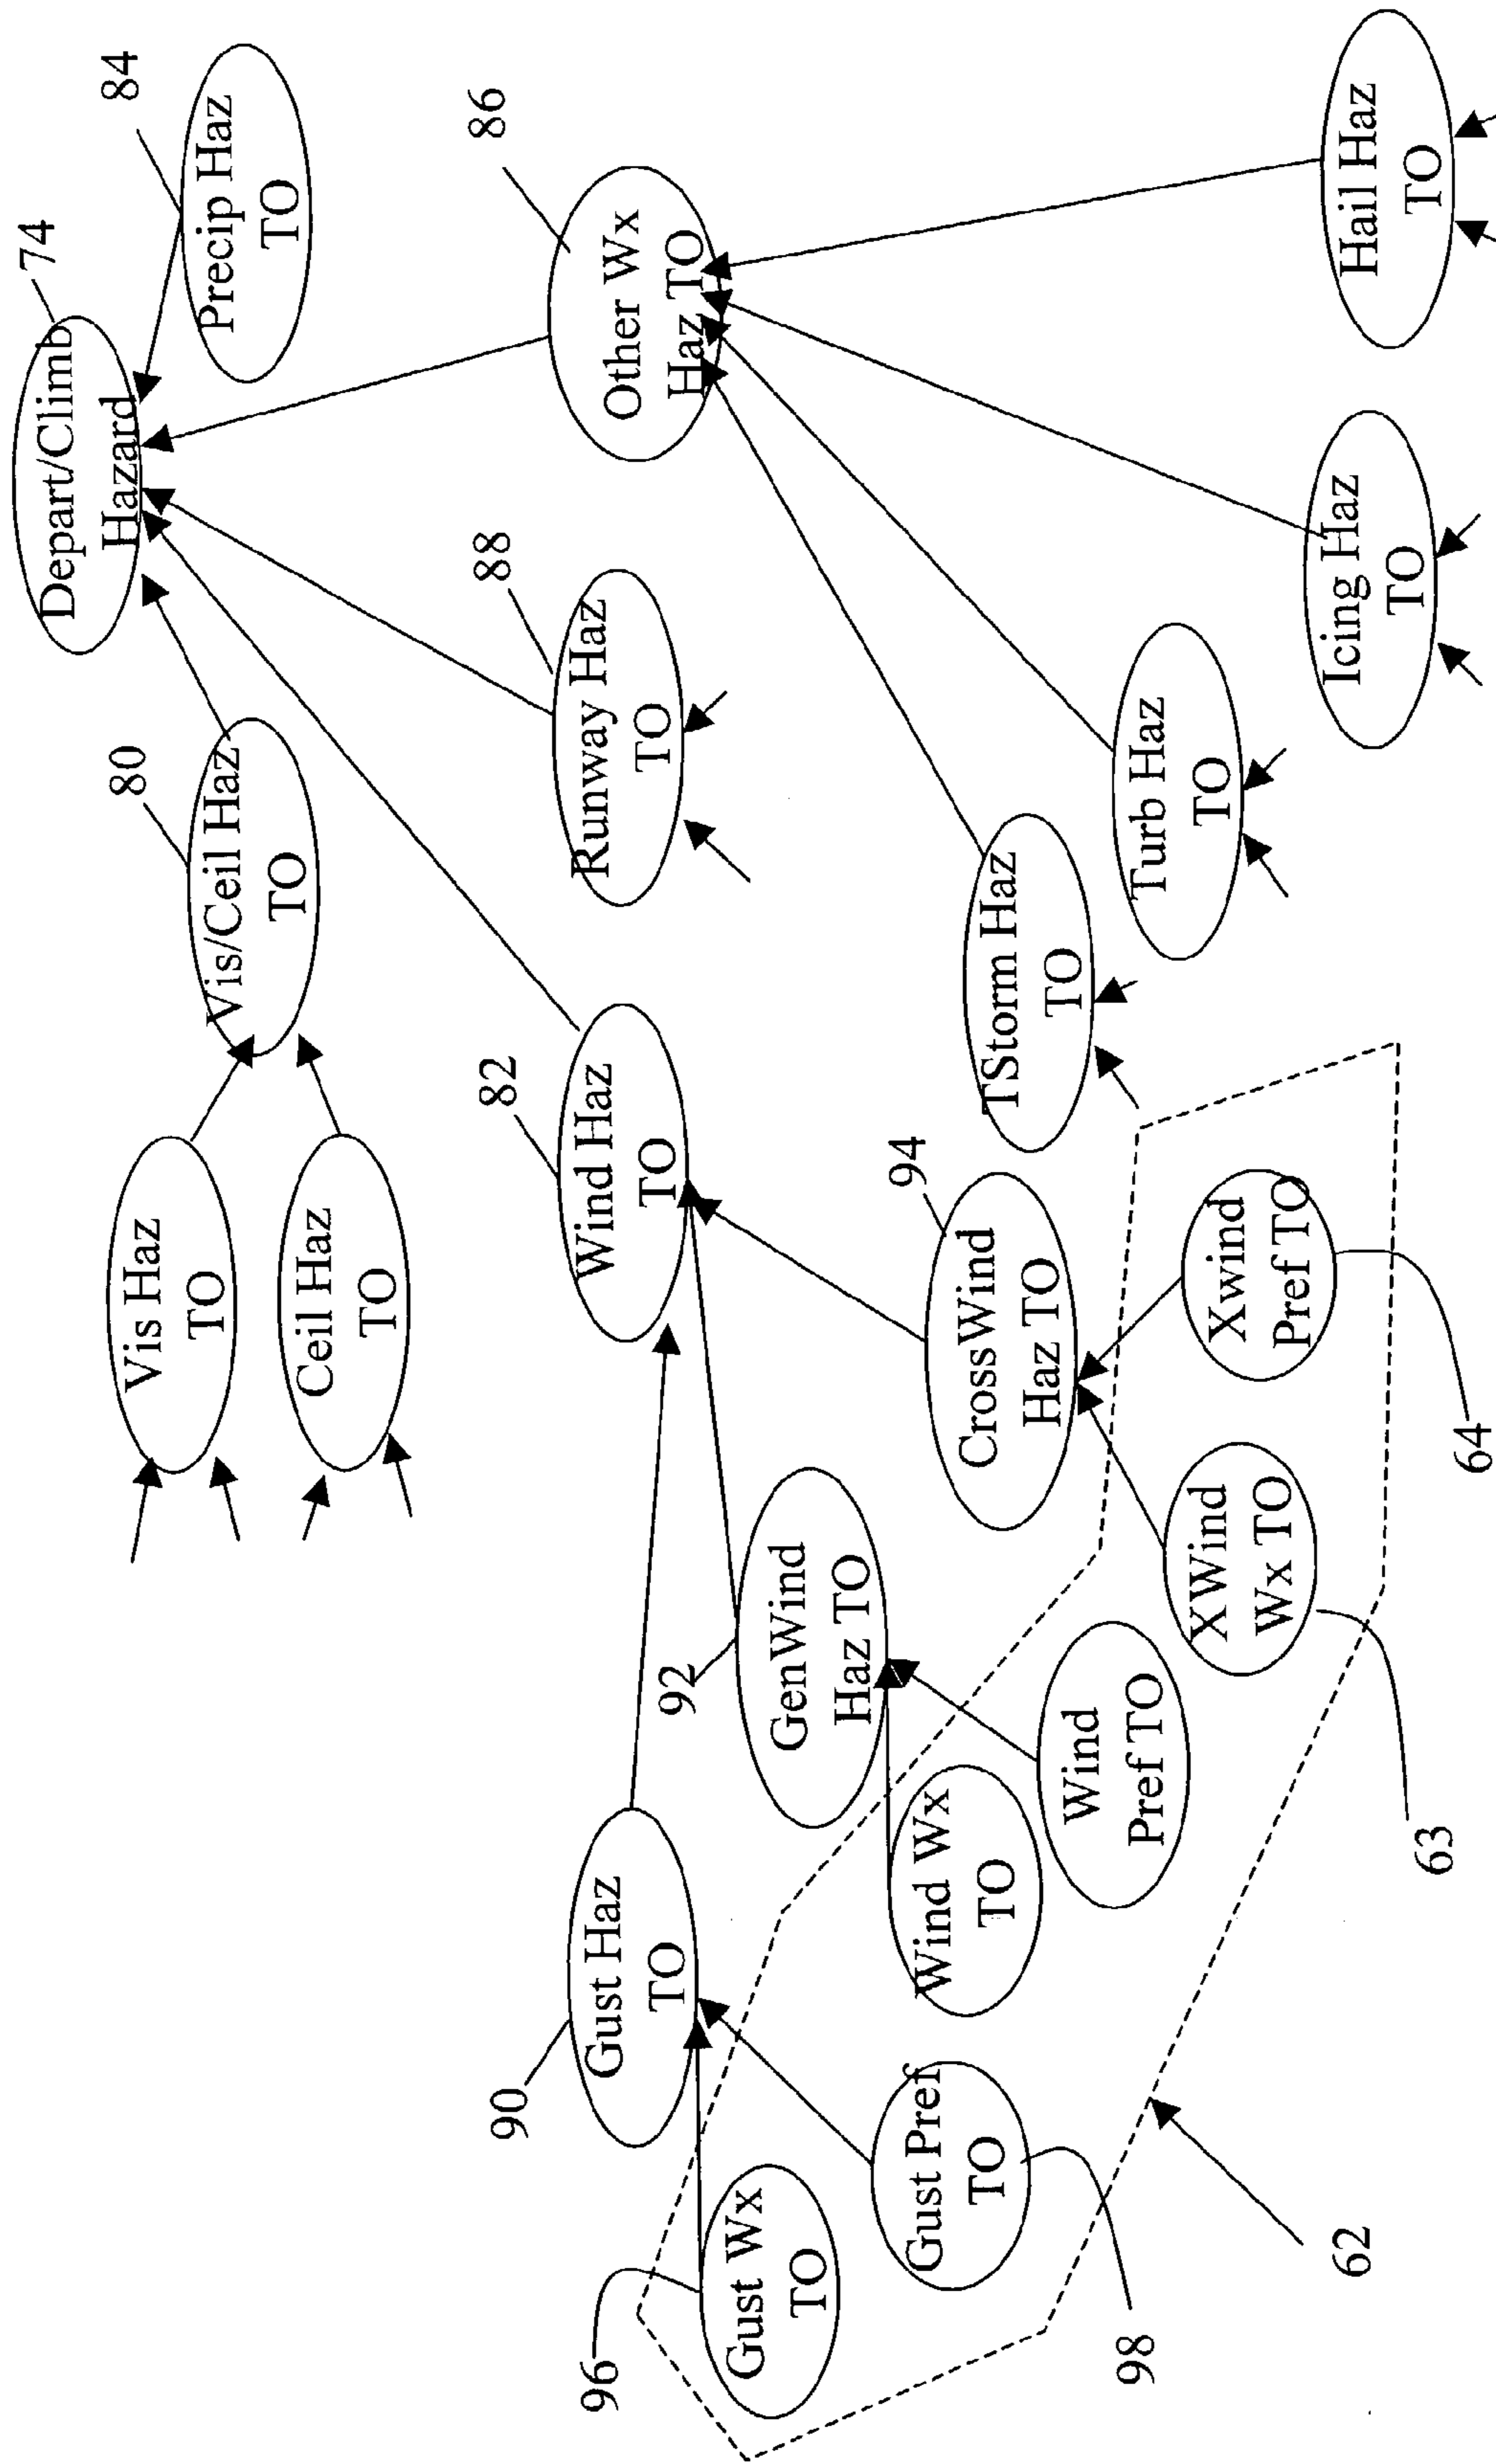 74
Depart/Climb
Hazard
84
Precip Haz
TO
80
Vis/Ceil Haz
TO
Vis Haz
TO
Ceil Haz
TO
86
Other Wx
Haz TO
88
Runway Haz
TO
82
Wind Haz
TO
90
Gust Haz
TO
92
GenWind
Haz TO
94
CrossWind
Haz TO
TStorm Haz
TO
Turb Haz
TO
Icing Haz
TO
Hail Haz
TO
96
Gust Wx
TO
Gust Pref
TO
98
Wind Wx
TO
Wind
Pref TO
XWind
Wx TO
63
Xwind
Pref TO
64
62